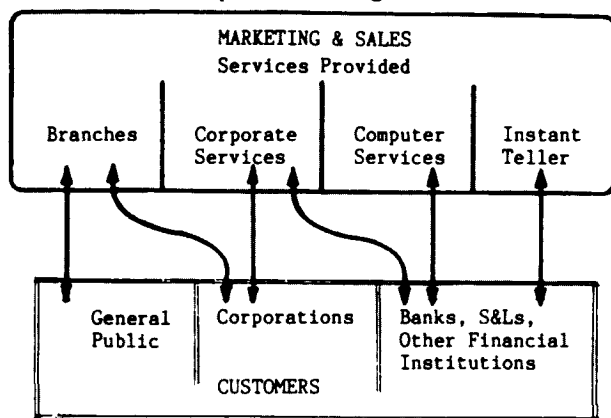 MARKETING & SALES
Services Provided
Branches
Corporate
Services
Computer
Services
Instant
Teller
General
Public
Corporations
Banks, S&Ls,
Other Financial
Institutions
CUSTOMERS